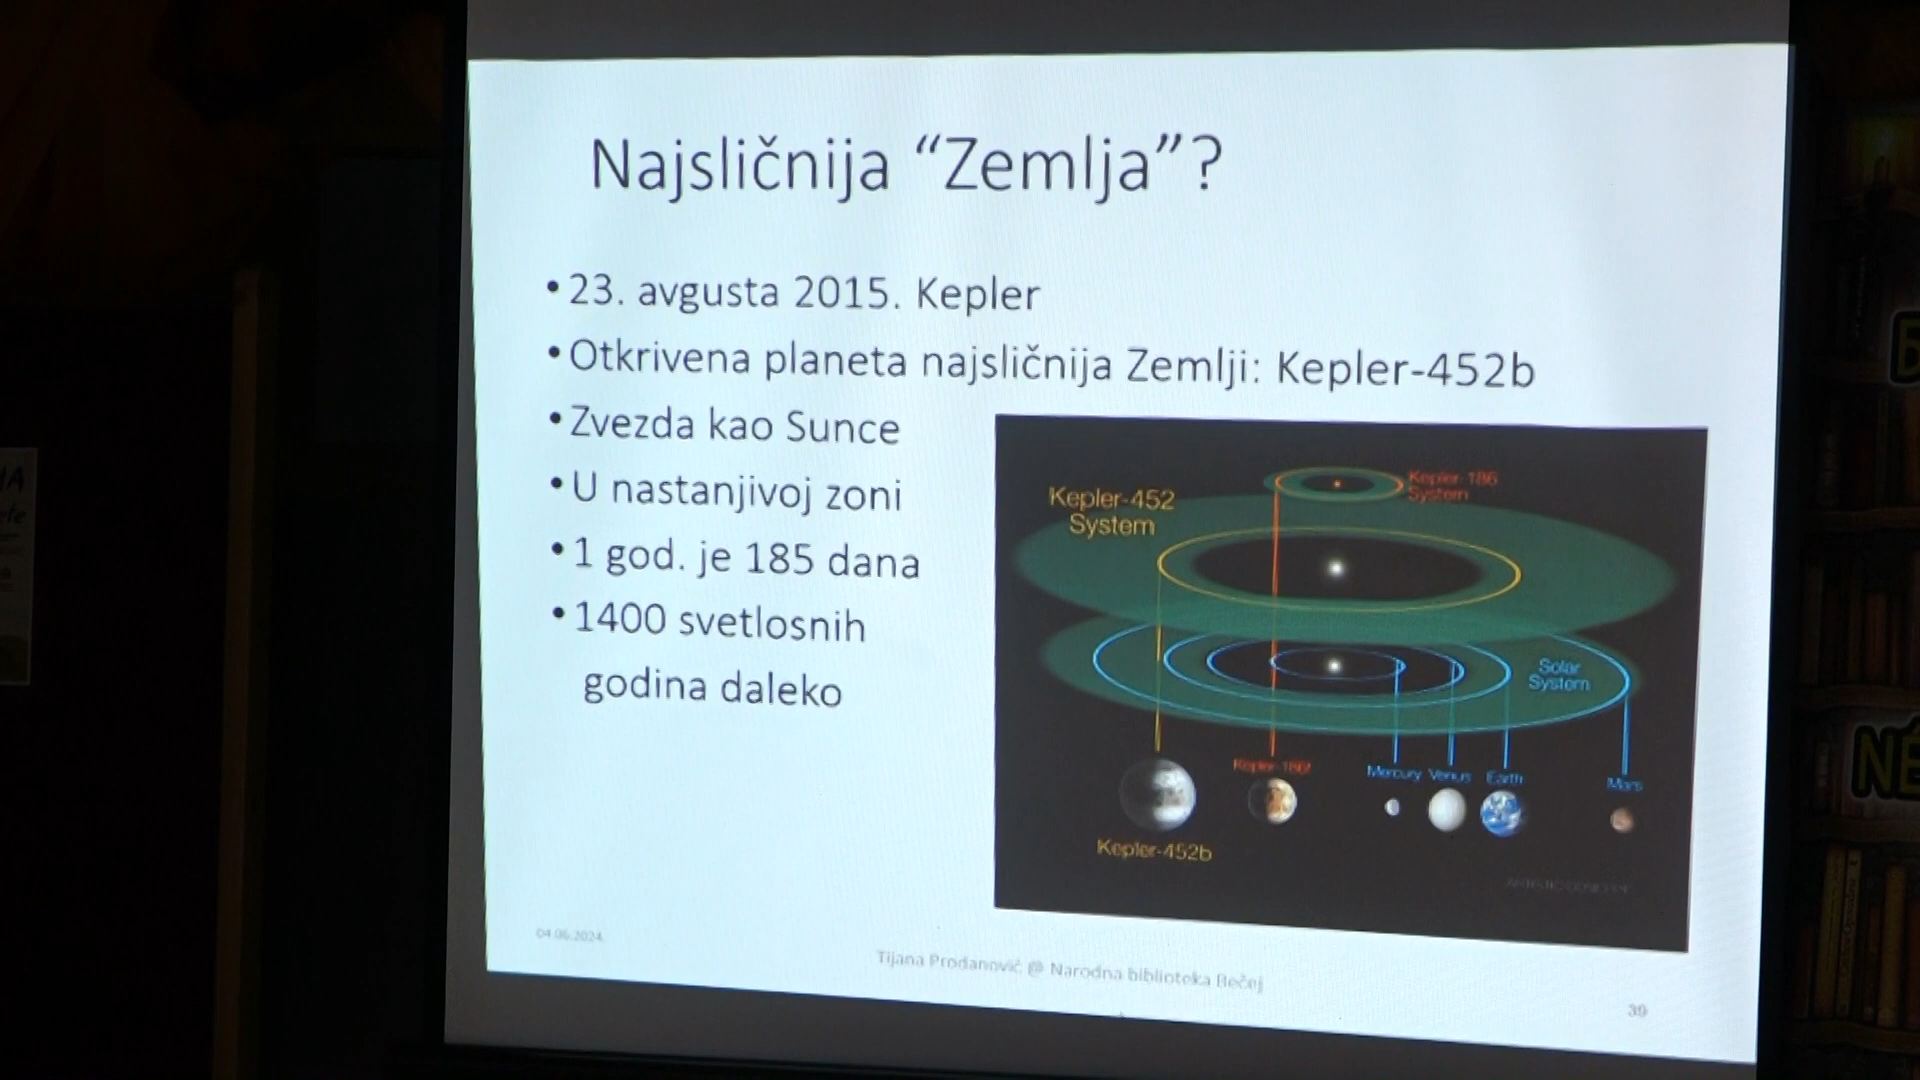 Najsličnija “Zemlja”?
• 23. avgusta 2015. Kepler
• Otkrivena planeta najsličnija Zemlji: Kepler-452b
• Zvezda kao Sunce
• U nastanjivoj zoni
• 1 god. je 185 dana
• 1400 svetlosnih
godina daleko
Kepler-186
System
Kepler-452
System
Solar
System
Kepler-186f
Mercury Venus Earth
Mars
Kepler-452b
04.06.2024.
Tijana Prodanović @ Narodna biblioteka Bečej
39
NÉ